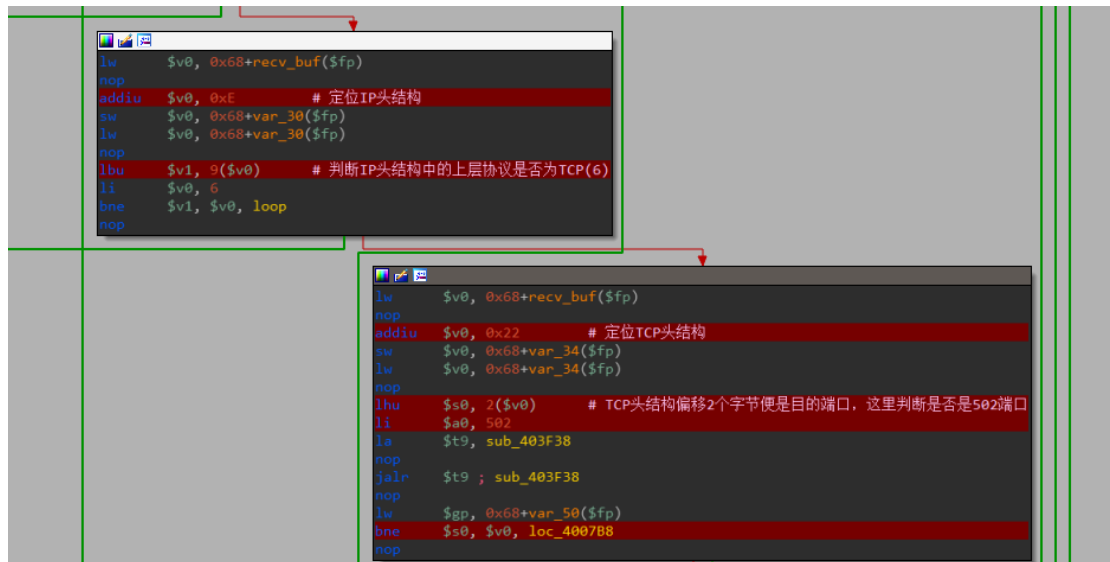 lw $v0, 0x68+recv_buf($fp)
nop
addiu $v0, 0xE # 定位IP头结构
sw $v0, 0x68+var_30($fp)
lw $v0, 0x68+var_30($fp)
nop
lbu $v1, 9($v0) # 判断IP头结构中的上层协议是否为TCP(6)
li $v0, 6
bne $v1, $v0, loop
nop
lw $v0, 0x68+recv_buf($fp)
nop
addiu $v0, 0x22 # 定位TCP头结构
sw $v0, 0x68+var_34($fp)
lw $v0, 0x68+var_34($fp)
nop
lhu $s0, 2($v0) # TCP头结构偏移2个字节便是目的端口，这里判断是否是502端口
li $a0, 502
la $t9, sub_403F38
nop
jalr $t9 ; sub_403F38
nop
lw $gp, 0x68+var_50($fp)
bne $s0, $v0, loc_4007B8
nop